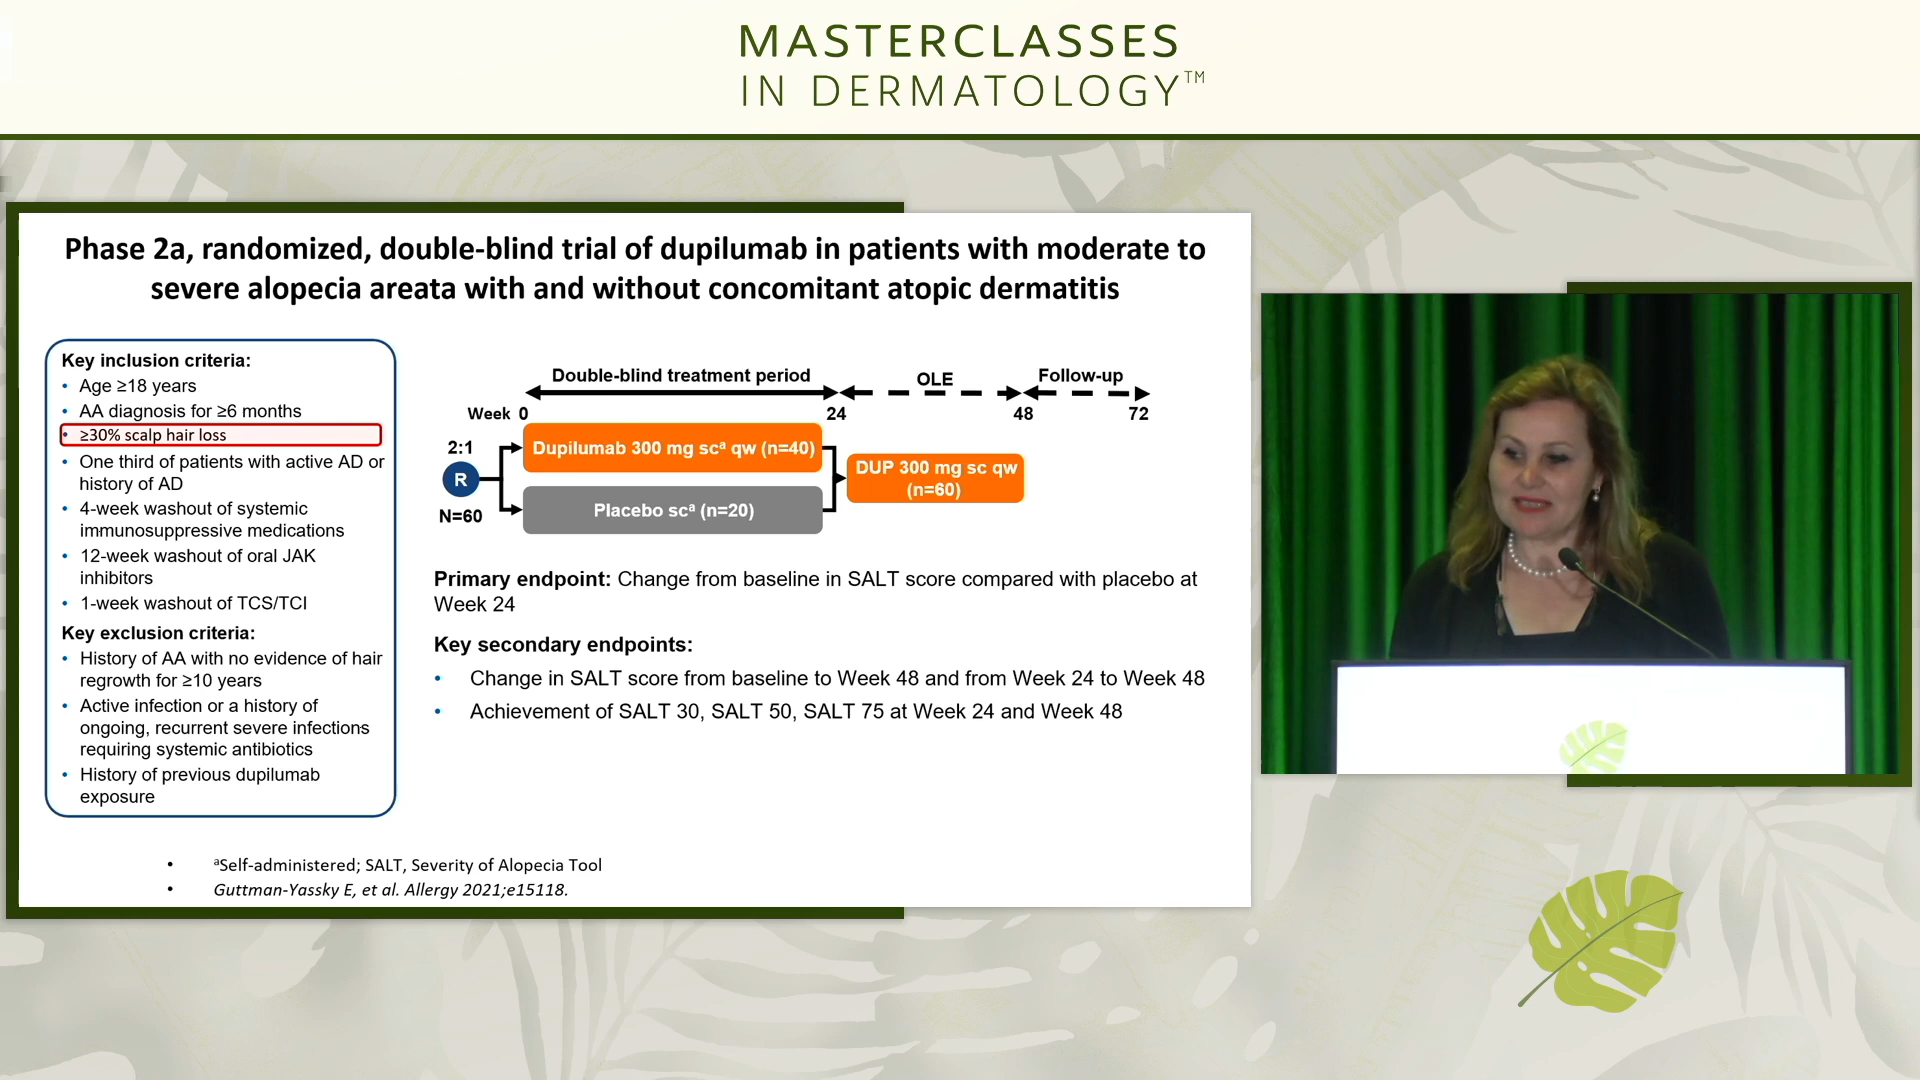 MASTERCLASSES
IN DERMATOLOGY™
Phase 2a, randomized, double-blind trial of dupilumab in patients with moderate to
severe alopecia areata with and without concomitant atopic dermatitis
Key inclusion criteria:
• Age ≥18 years
• AA diagnosis for ≥6 months
• ≥30% scalp hair loss
• One third of patients with active AD or
history of AD
• 4-week washout of systemic
immunosuppressive medications
• 12-week washout of oral JAK
inhibitors
• 1-week washout of TCS/TCI
Key exclusion criteria:
• History of AA with no evidence of hair
regrowth for ≥10 years
• Active infection or a history of
ongoing, recurrent severe infections
requiring systemic antibiotics
• History of previous dupilumab
exposure
Double-blind treatment period
OLE
Follow-up
Week 0
24
48
72
2:1
R
N=60
Dupilumab 300 mg scᵃ qw (n=40)
Placebo scᵃ (n=20)
DUP 300 mg sc qw
(n=60)
Primary endpoint: Change from baseline in SALT score compared with placebo at
Week 24
Key secondary endpoints:
• Change in SALT score from baseline to Week 48 and from Week 24 to Week 48
• Achievement of SALT 30, SALT 50, SALT 75 at Week 24 and Week 48
• ᵃSelf-administered; SALT, Severity of Alopecia Tool
• Guttman-Yassky E, et al. Allergy 2021;e15118.